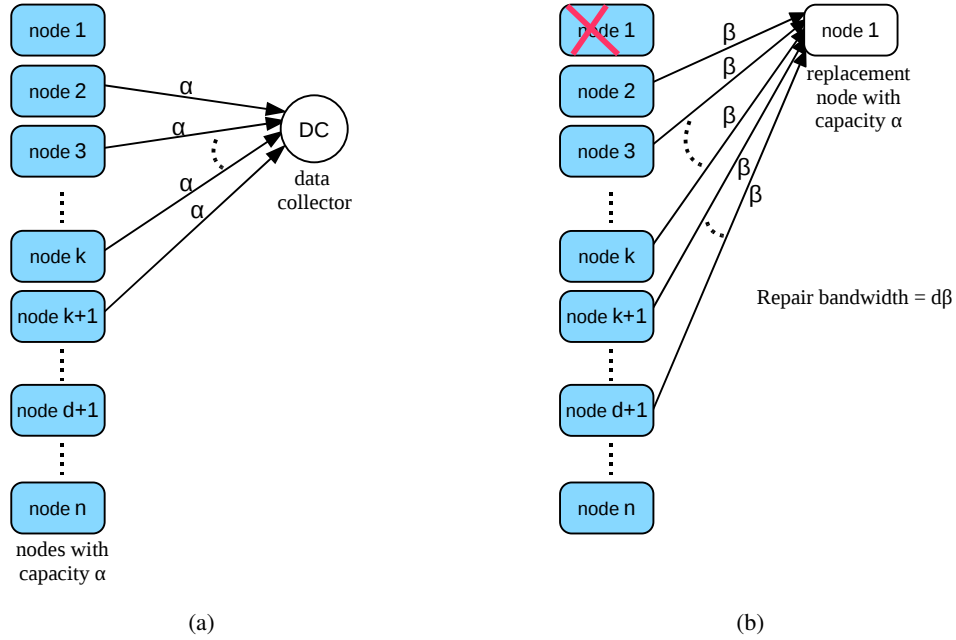 node 1
node 2
node 3
node k
node k+1
node d+1
node n
nodes with
capacity α
α
α
α
α
DC
data
collector
(a)
node 1
node 2
node 3
node k
node k+1
node d+1
node n
β
β
β
β
β
node 1
replacement
node with
capacity α
Repair bandwidth = dβ
(b)